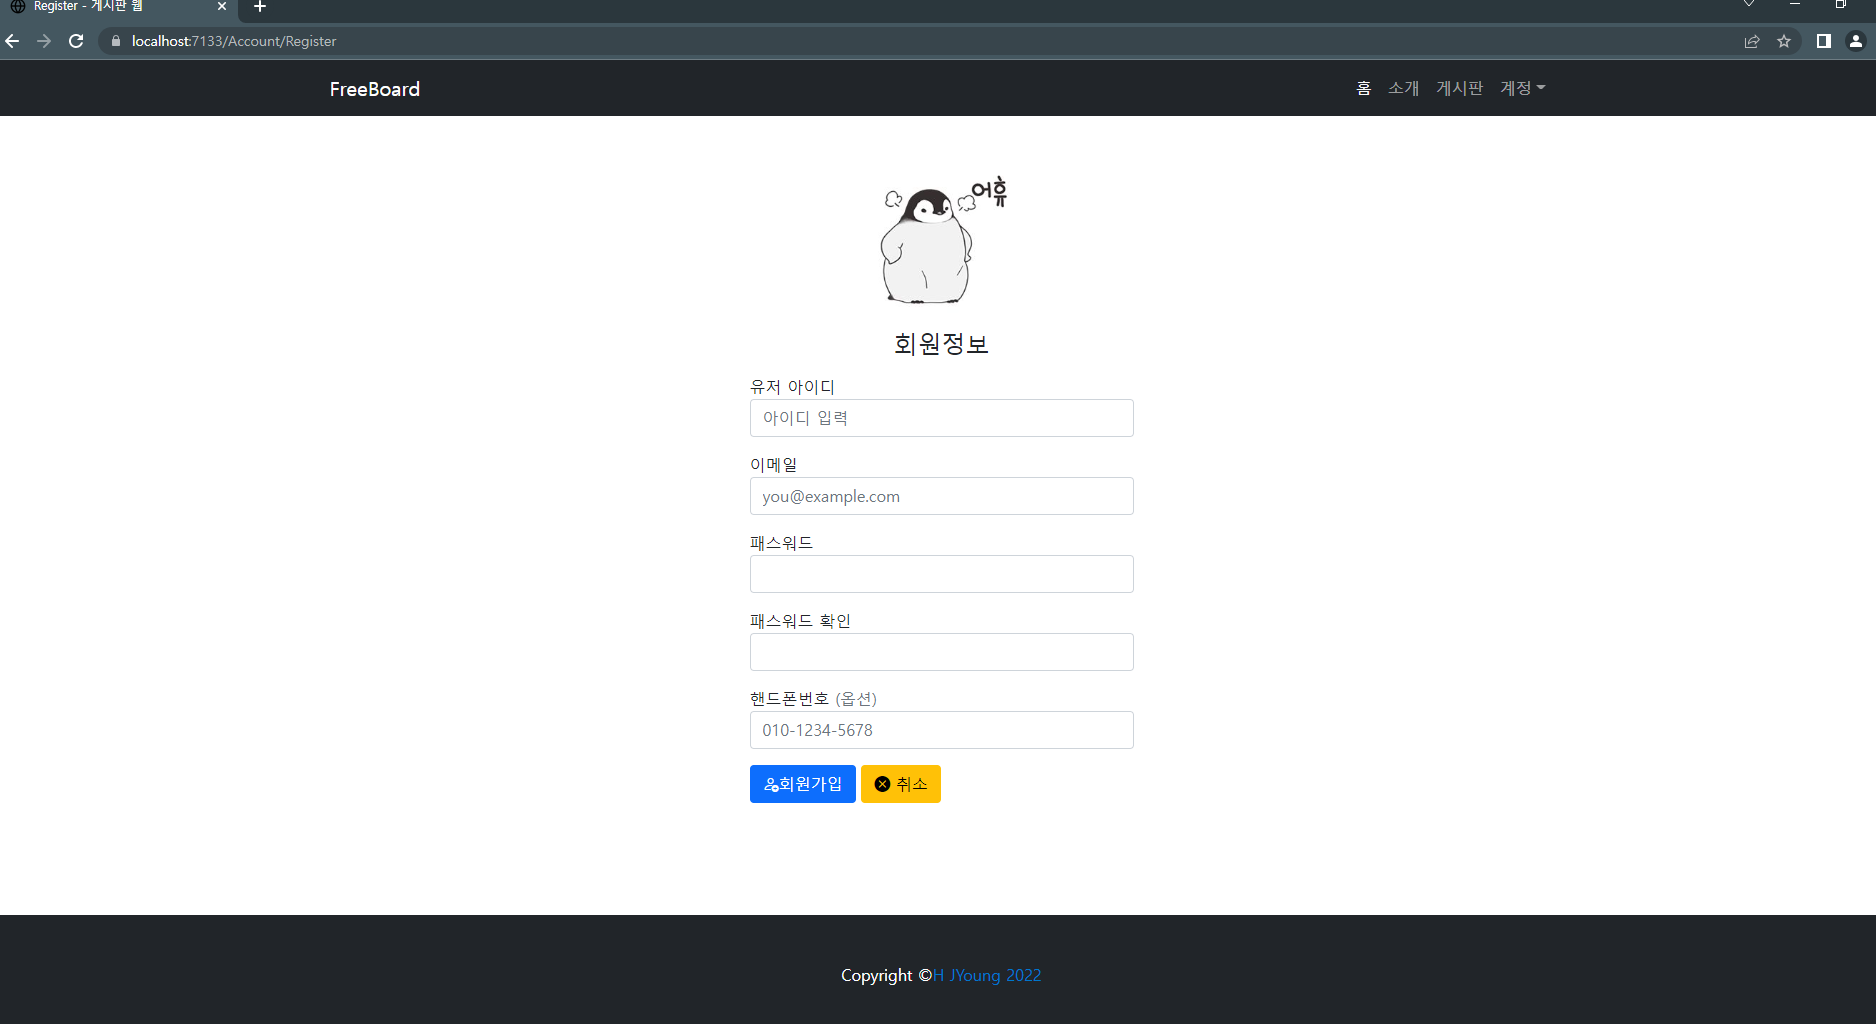 Register - 게시판 웹
localhost:7133/Account/Register
FreeBoard
홈 소개 게시판 계정
어휴
회원정보
유저 아이디
아이디 입력
이메일
you@example.com
패스워드
패스워드 확인
핸드폰번호 (옵션)
010-1234-5678
회원가입 취소
Copyright ©H JYoung 2022